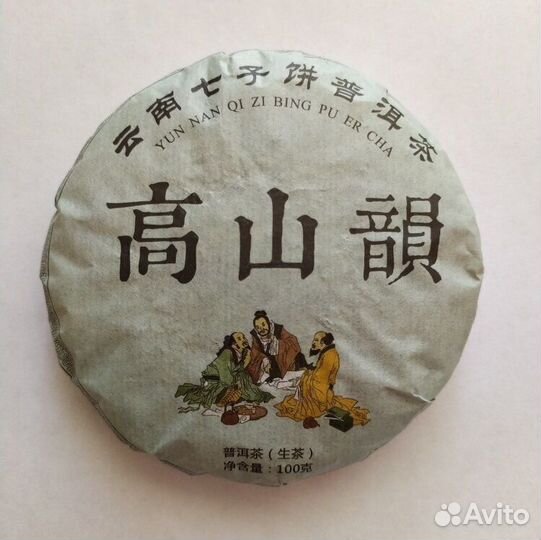 云南七子饼普洱茶
YUN NAN QI ZI BING PU ER CHA
高山韻
普洱茶（生茶）
净含量：100克
Avito